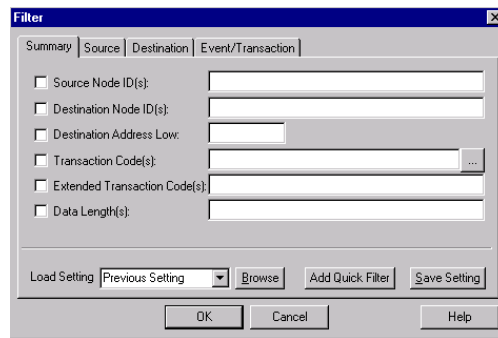 Filter
Summary Source Destination Event/Transaction
Source Node ID(s):
Destination Node ID(s):
Destination Address Low:
Transaction Code(s): ...
Extended Transaction Code(s):
Data Length(s):
Load Setting Previous Setting Browse Add Quick Filter Save Setting
OK Cancel Help